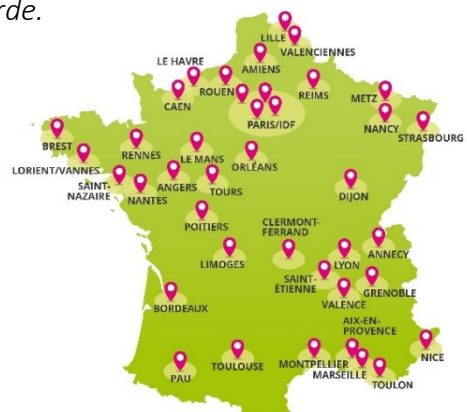 rde.
LILLE
VALENCIENNES
AMIENS
LE HAVRE
ROUEN
CAEN
REIMS
PARIS/IDF
METZ
NANCY
STRASBOURG
BREST
LORIENT/VANNES
RENNES
LE MANS
ORLÉANS
SAINT-
NAZAIRE
NANTES
ANGERS
TOURS
DIJON
POITIERS
CLERMONT-
FERRAND
LIMOGES
LYON
ANNECY
SAINT-
ÉTIENNE
GRENOBLE
VALENCE
BORDEAUX
AIX-EN-
PROVENCE
NICE
PAU
TOULOUSE
MONTPELLIER
MARSEILLE
TOULON